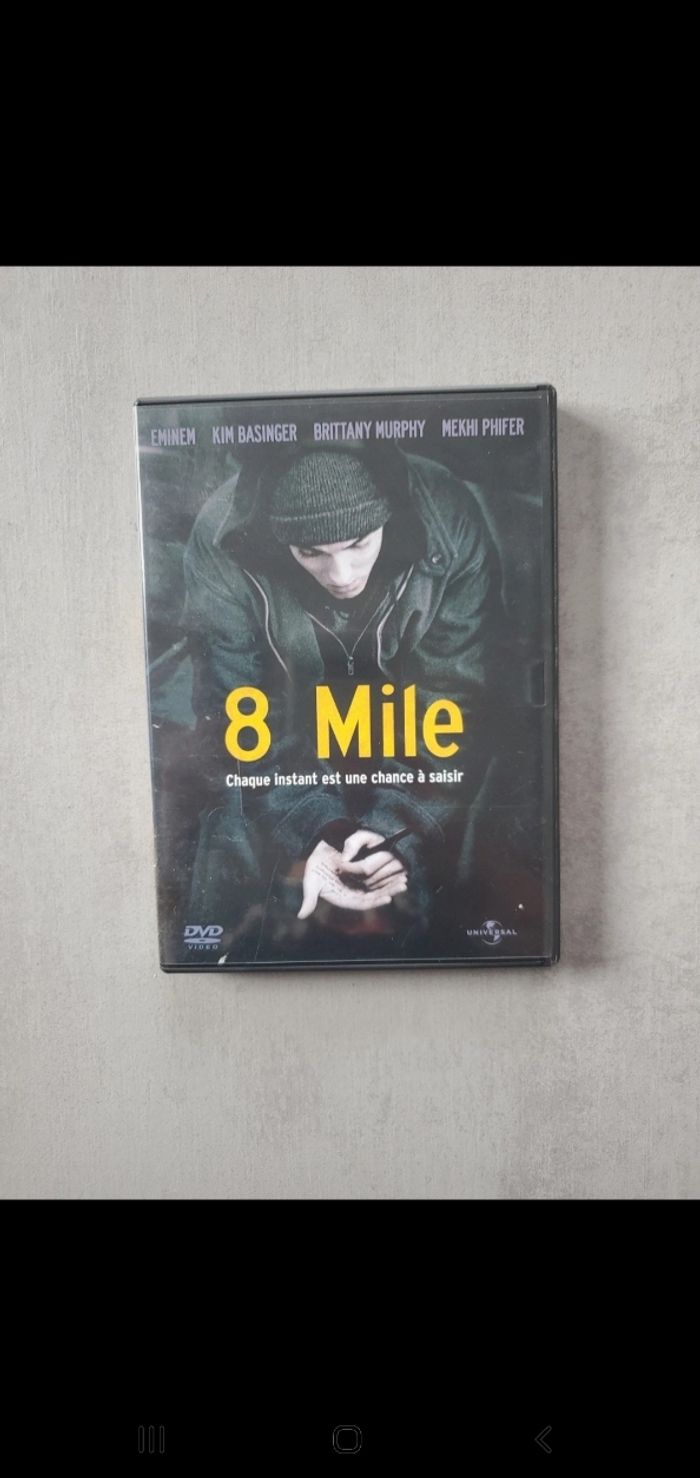 EMINEM KIM BASINGER BRITTANY MURPHY MEKHI PHIFER
8 Mile
Chaque instant est une chance à saisir
DVD
VIDEO
UNIVERSAL